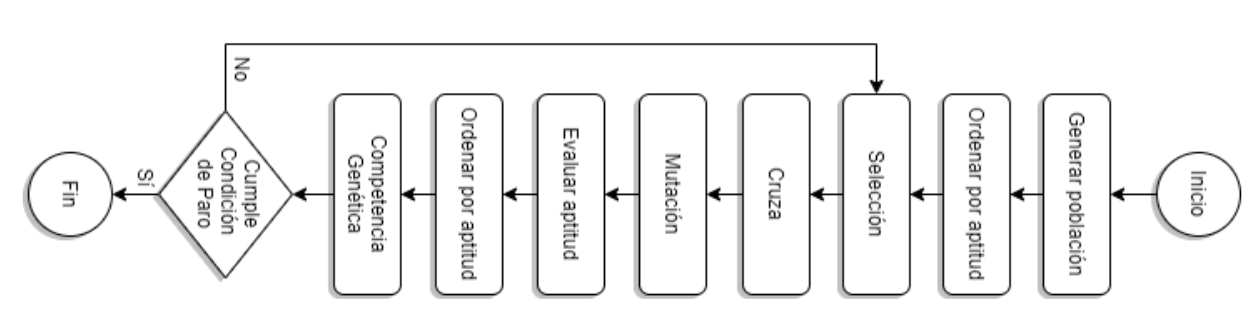 Inicio
Generar población
Ordenar por aptitud
Selección
Cruza
Mutación
Evaluar aptitud
Ordenar por aptitud
Competencia
Genética
Cumple
Condición
de Paro
No
Sí
Fin